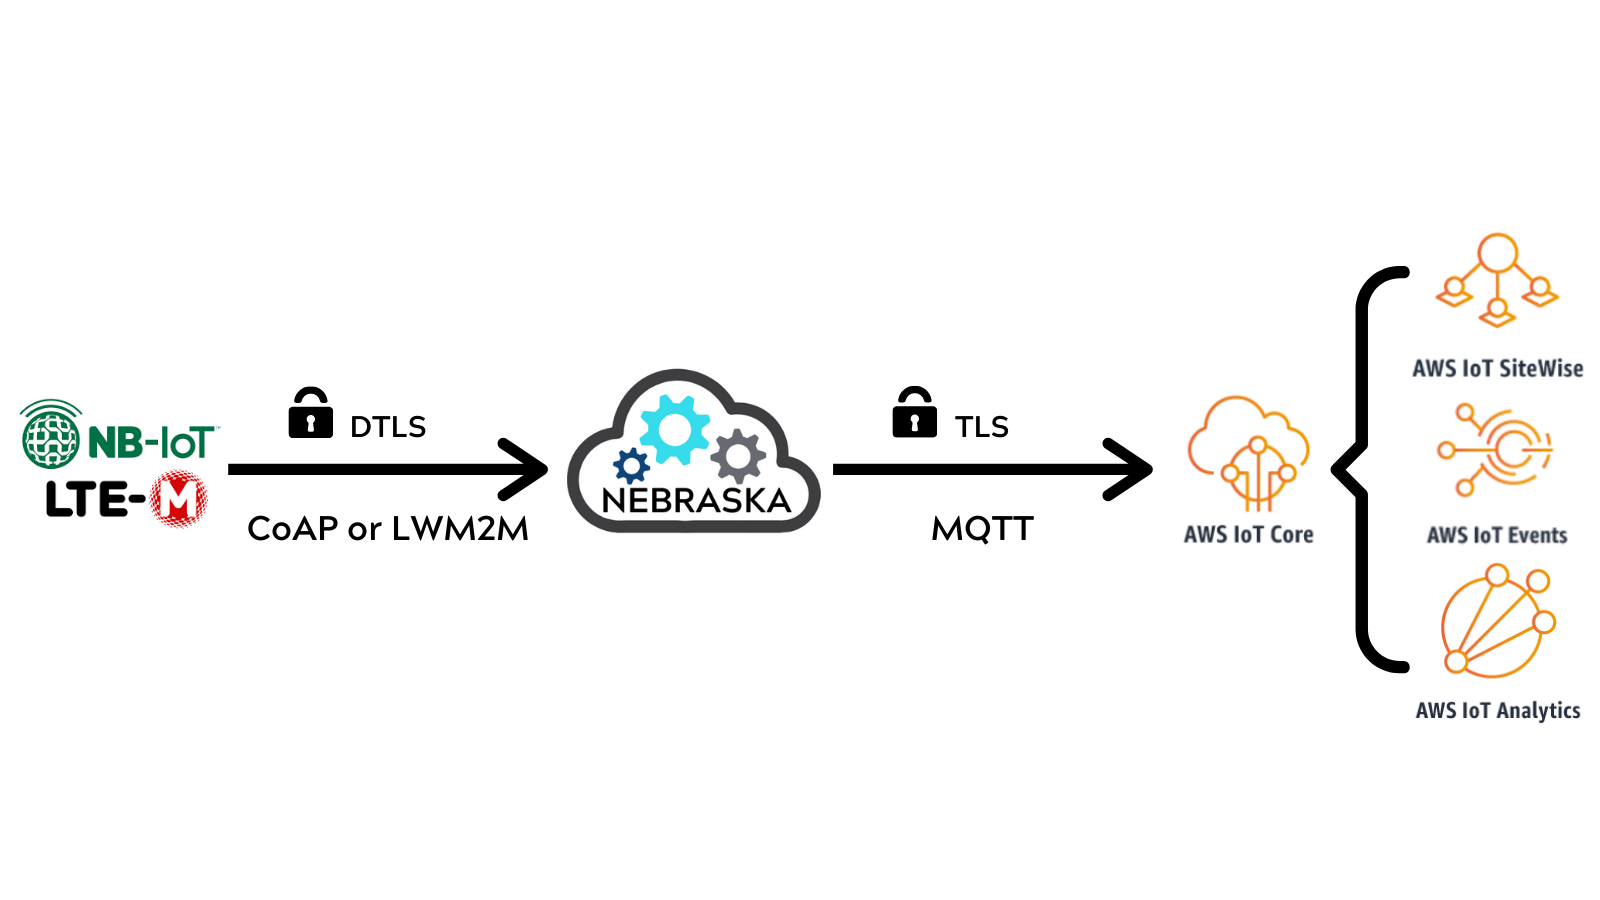 NB-IoT™
LTE-M
DTLS
CoAP or LWM2M
NEBRASKA
TLS
MQTT
AWS IoT Core
AWS IoT SiteWise
AWS IoT Events
AWS IoT Analytics